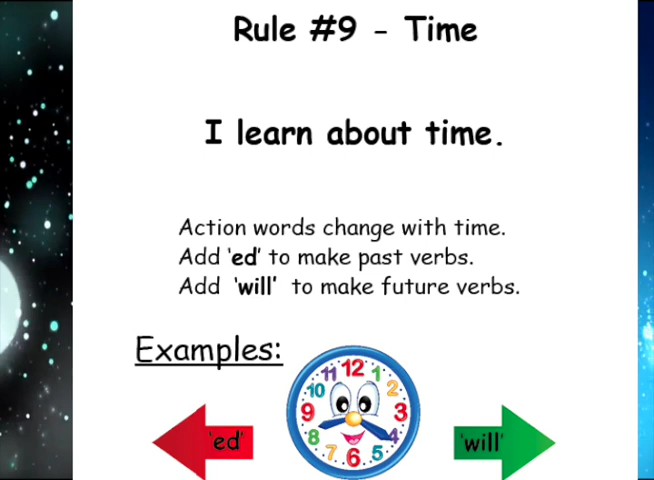 Rule #9 - Time
I learn about time.
Action words change with time.
Add 'ed' to make past verbs.
Add 'will' to make future verbs.
Examples:
12
11 1
10 2
9 3
8 4
7 5
6
'ed'
'will'